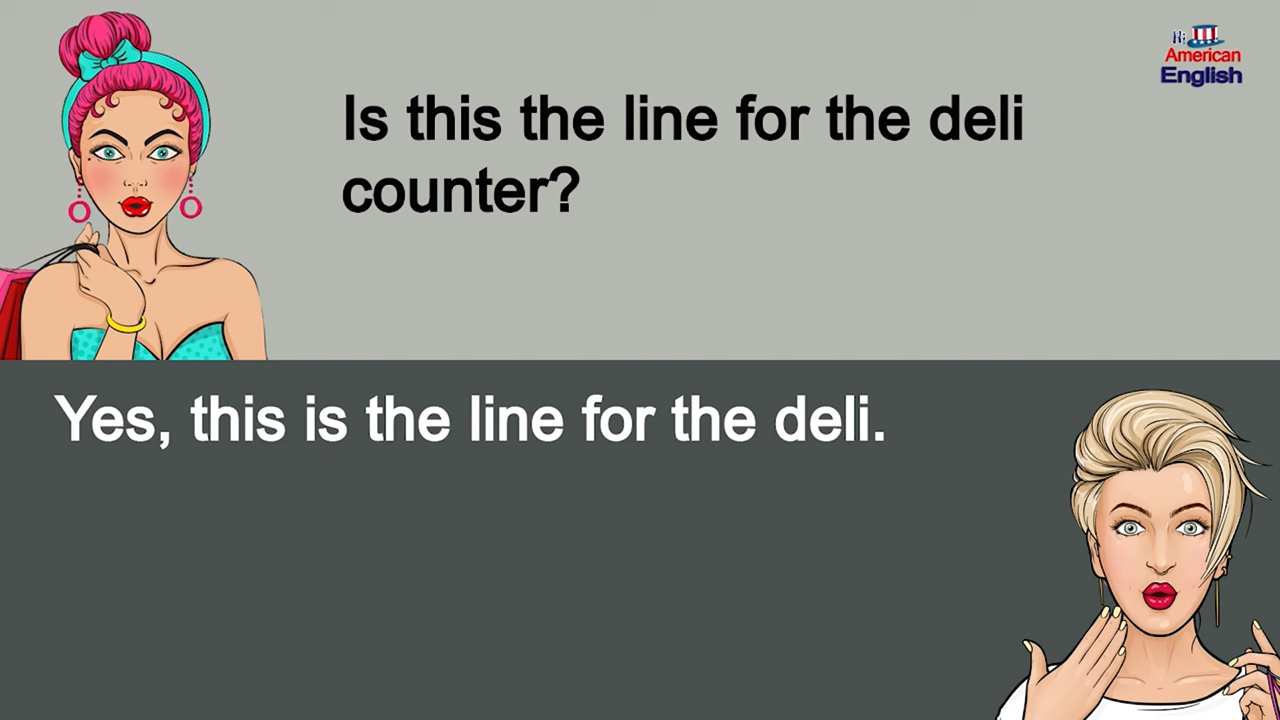 Hi
American
English
Is this the line for the deli
counter?
Yes, this is the line for the deli.